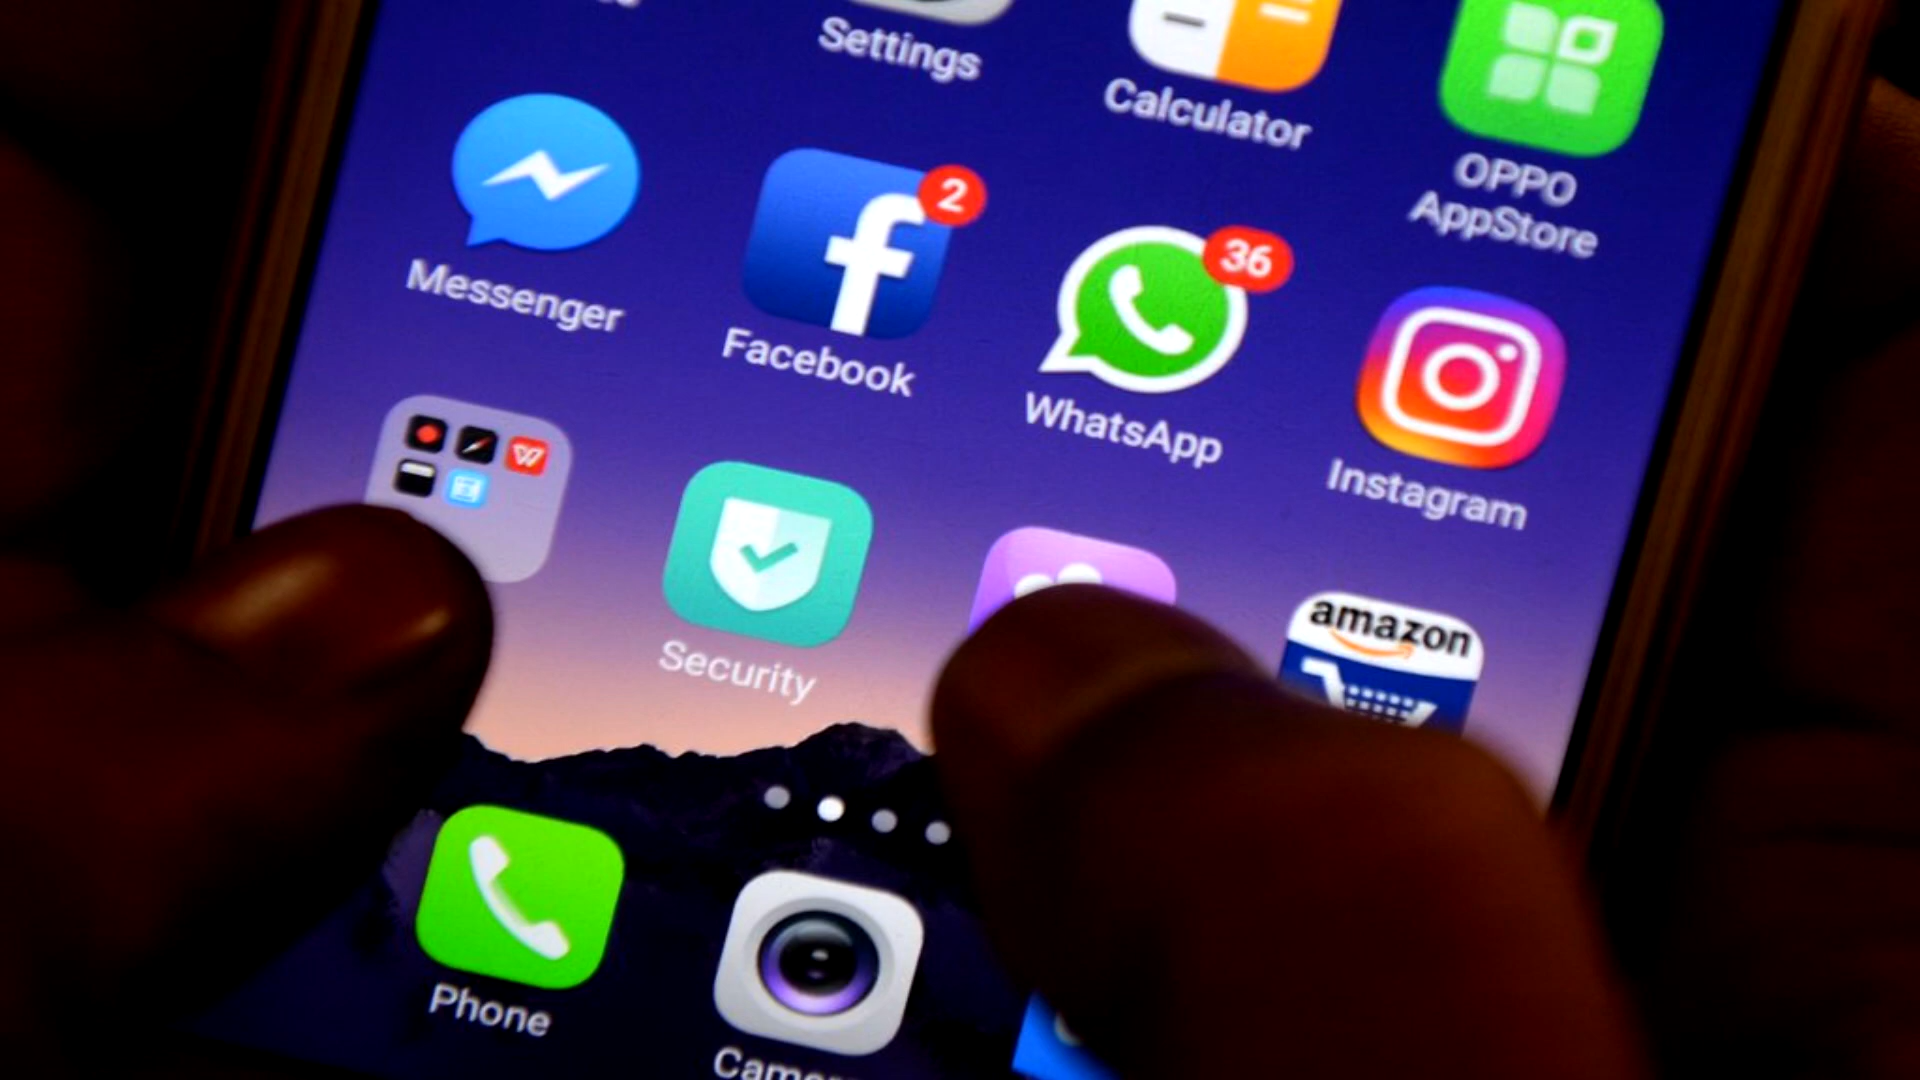 Settings
Calculator
OPPO
AppStore
Messenger
2
Facebook
36
WhatsApp
Instagram
Security
amazon
Phone